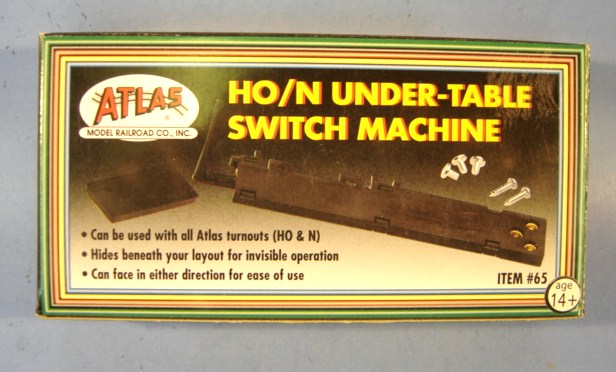 ATLAS
®
MODEL RAILROAD CO., INC.
HO/N UNDER-TABLE
SWITCH MACHINE
• Can be used with all Atlas turnouts (HO & N)
• Hides beneath your layout for invisible operation
• Can face in either direction for ease of use
ITEM #65
age
14+